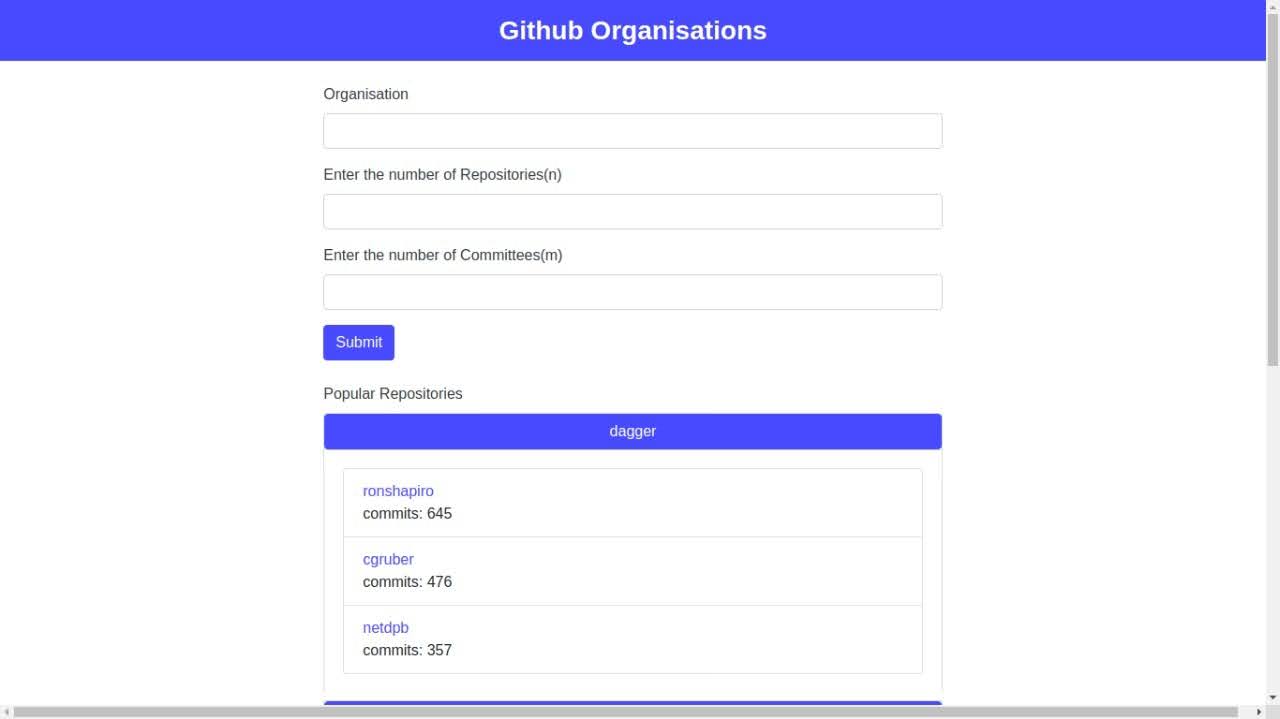 Github Organisations
Organisation
Enter the number of Repositories(n)
Enter the number of Committees(m)
Submit
Popular Repositories
dagger
ronshapiro
commits: 645
cgruber
commits: 476
netdpb
commits: 357